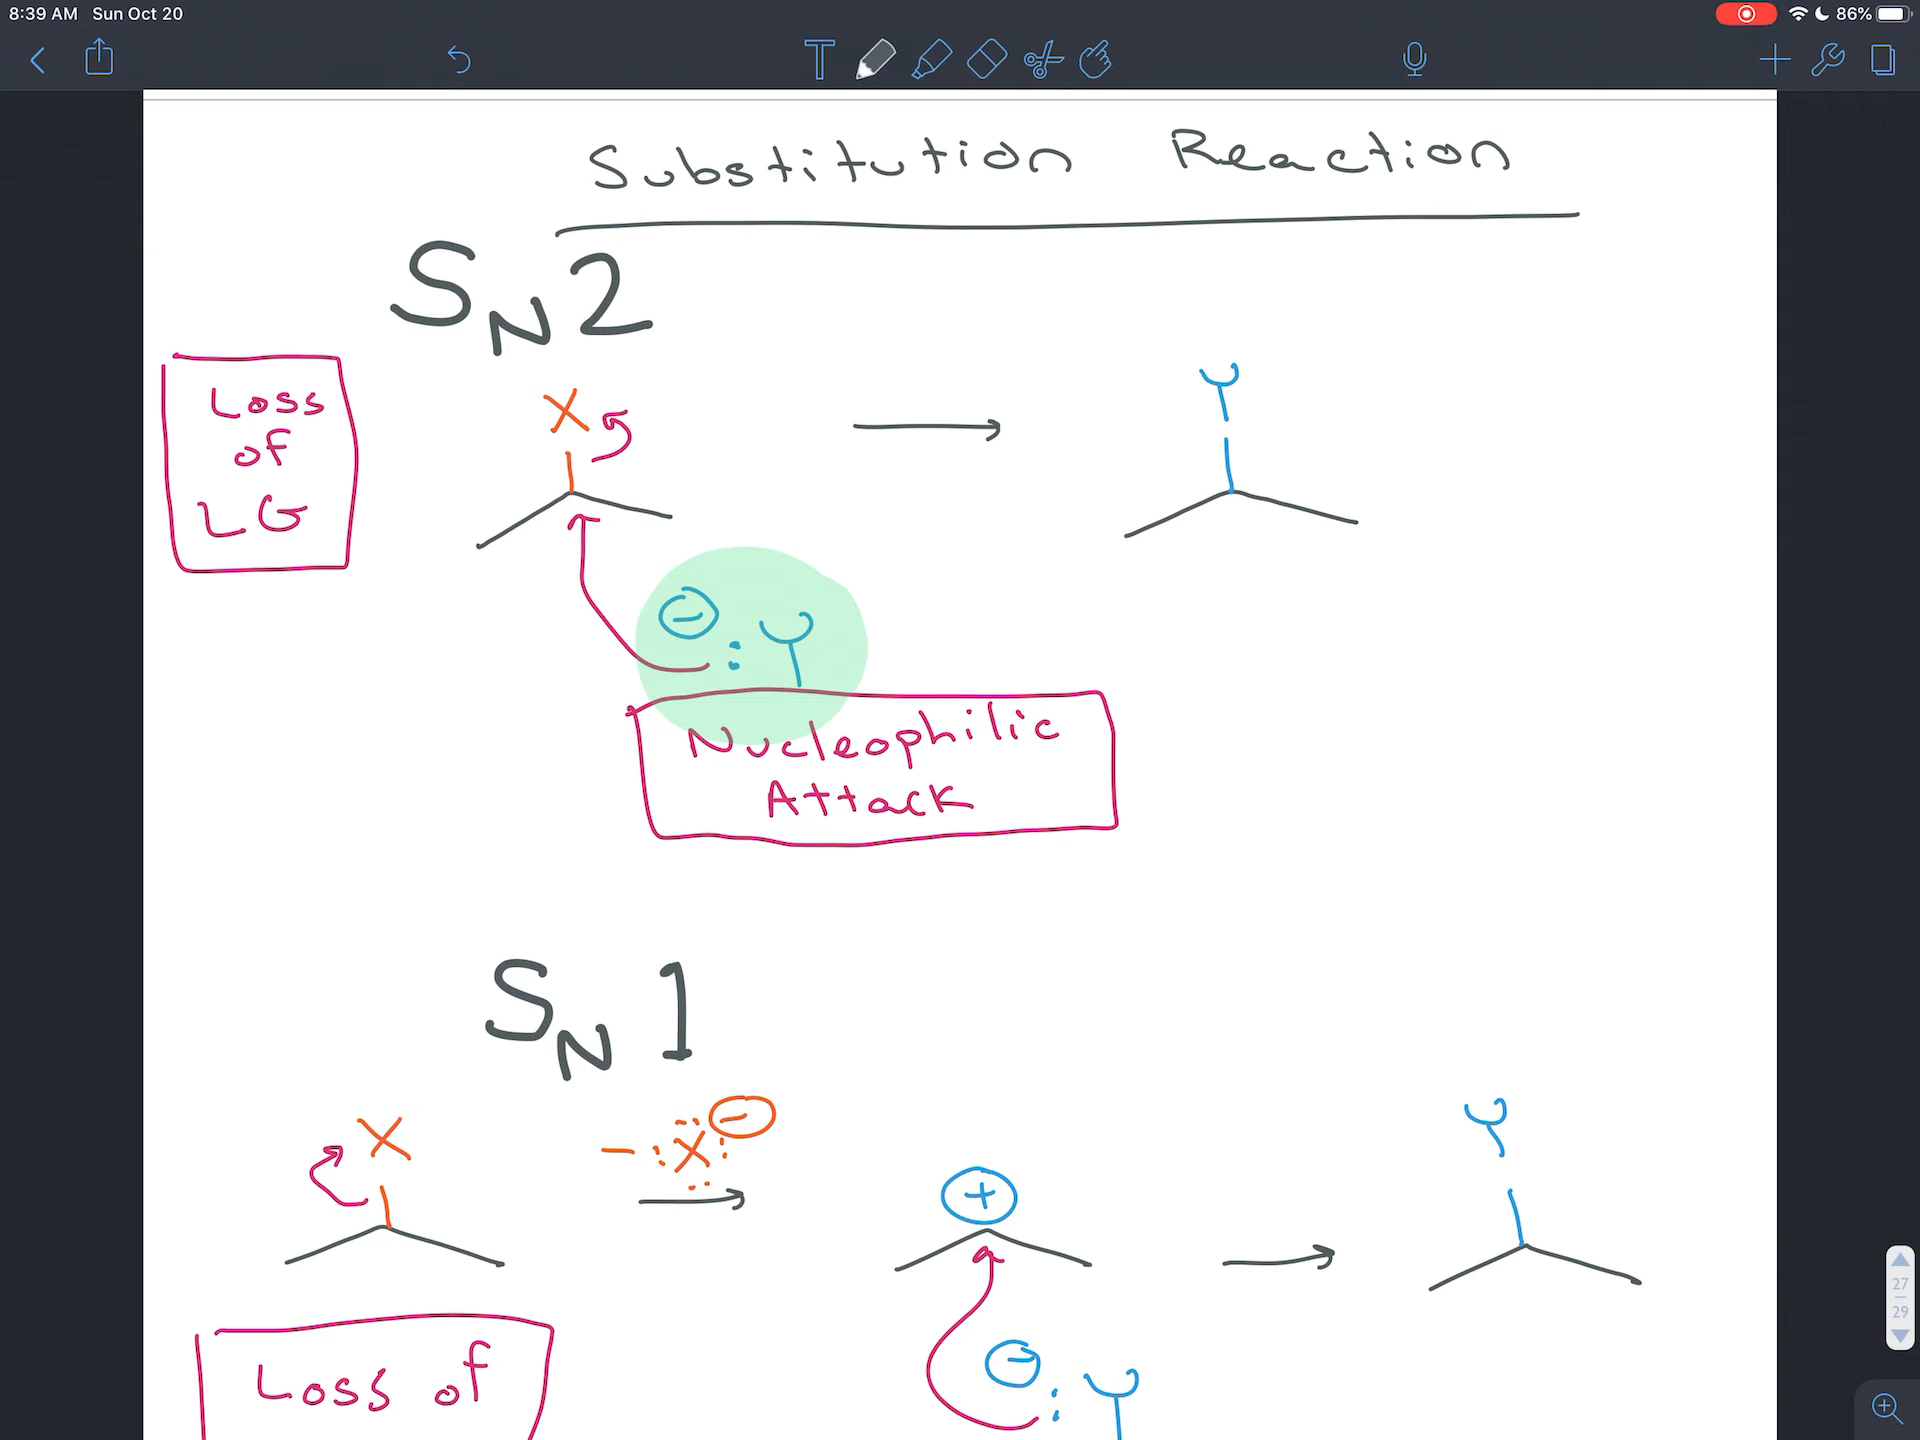 8:39 AM Sun Oct 20
86%
T
Substitution Reaction
SN2
Loss
of
LG
X
Y
− : Y
Nucleophilic
Attack
SN1
X
− :X: −
+
Y
− : Y
Loss of
27
29